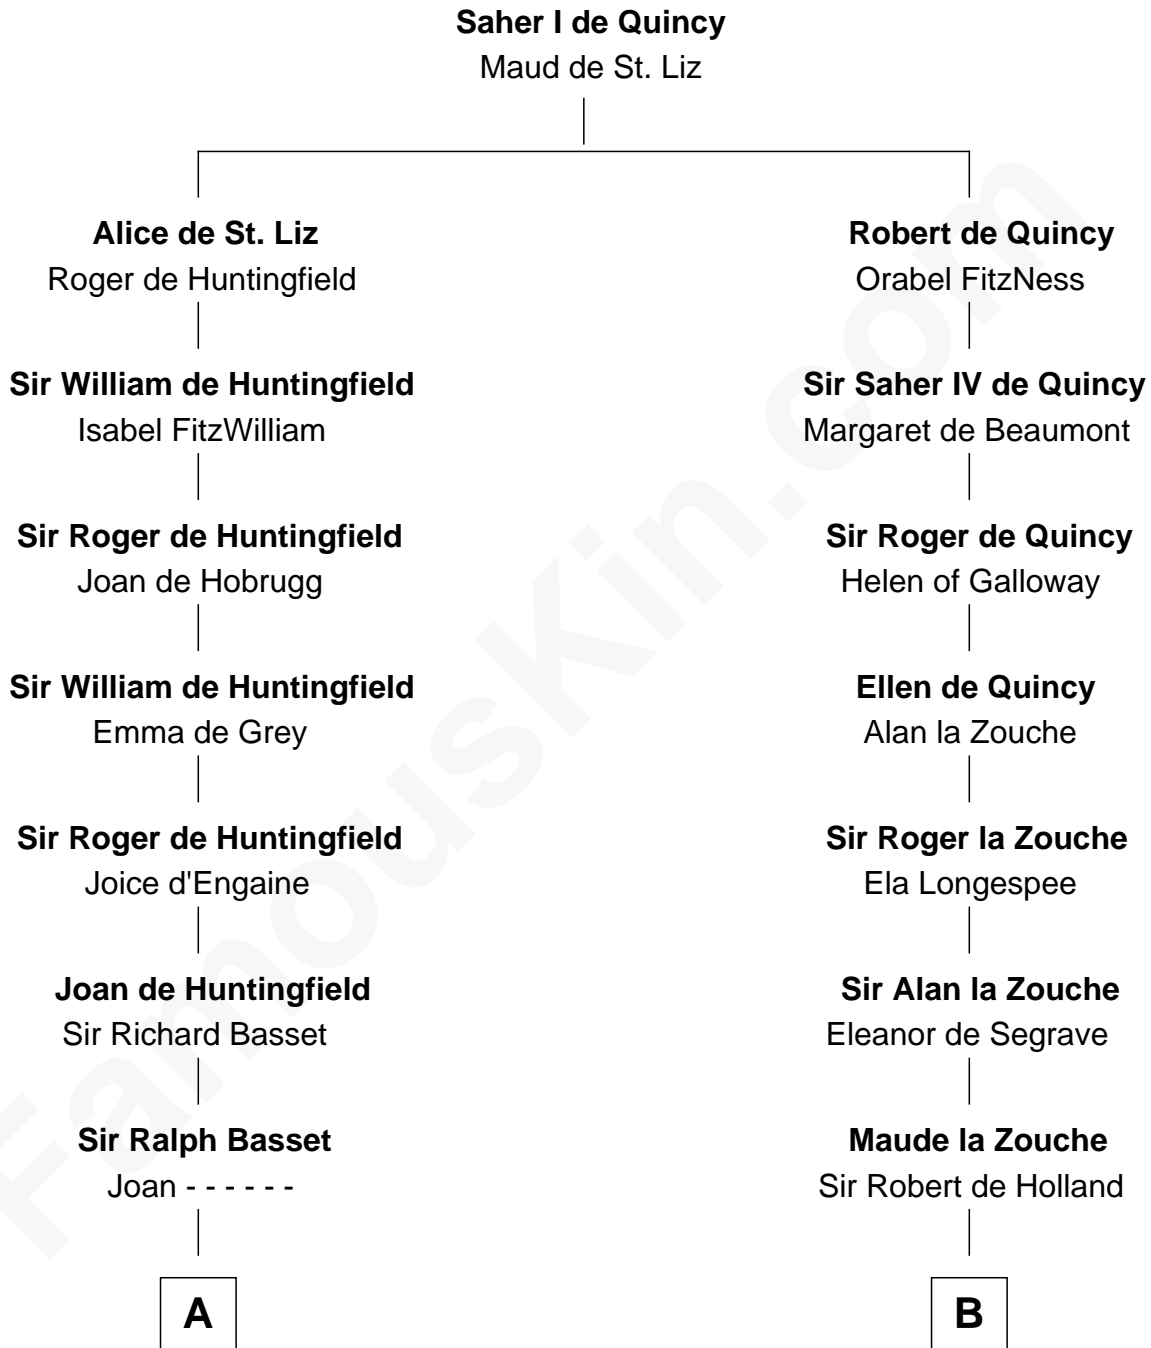 Saher I de Quincy
Maud de St. Liz
Alice de St. Liz
Roger de Huntingfield
Robert de Quincy
Orabel FitzNess
Sir William de Huntingfield
Isabel FitzWilliam
Sir Saher IV de Quincy
Margaret de Beaumont
Sir Roger de Huntingfield
Joan de Hobrugg
Sir Roger de Quincy
Helen of Galloway
Sir William de Huntingfield
Emma de Grey
Ellen de Quincy
Alan la Zouche
Sir Roger de Huntingfield
Joice d'Engaine
Sir Roger la Zouche
Ela Longespee
Joan de Huntingfield
Sir Richard Basset
Sir Alan la Zouche
Eleanor de Segrave
Sir Ralph Basset
Joan - - - - - -
Maude la Zouche
Sir Robert de Holland
A
B
FamousKin.com